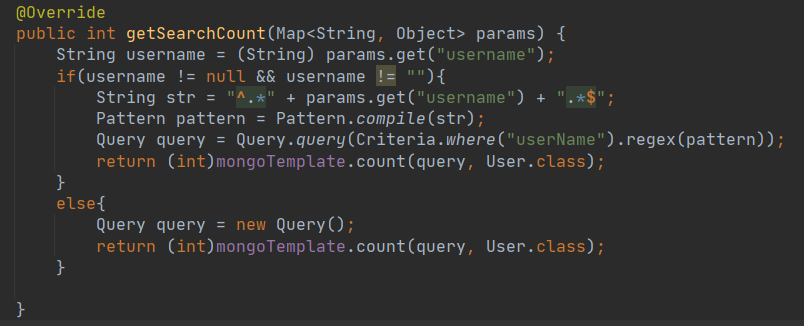 @Override
public int getSearchCount(Map<String, Object> params) {
    String username = (String) params.get("username");
    if(username != null && username != ""){
        String str = "^.*" + params.get("username") + ".*$";
        Pattern pattern = Pattern.compile(str);
        Query query = Query.query(Criteria.where("userName").regex(pattern));
        return (int)mongoTemplate.count(query, User.class);
    }
    else{
        Query query = new Query();
        return (int)mongoTemplate.count(query, User.class);
    }
}